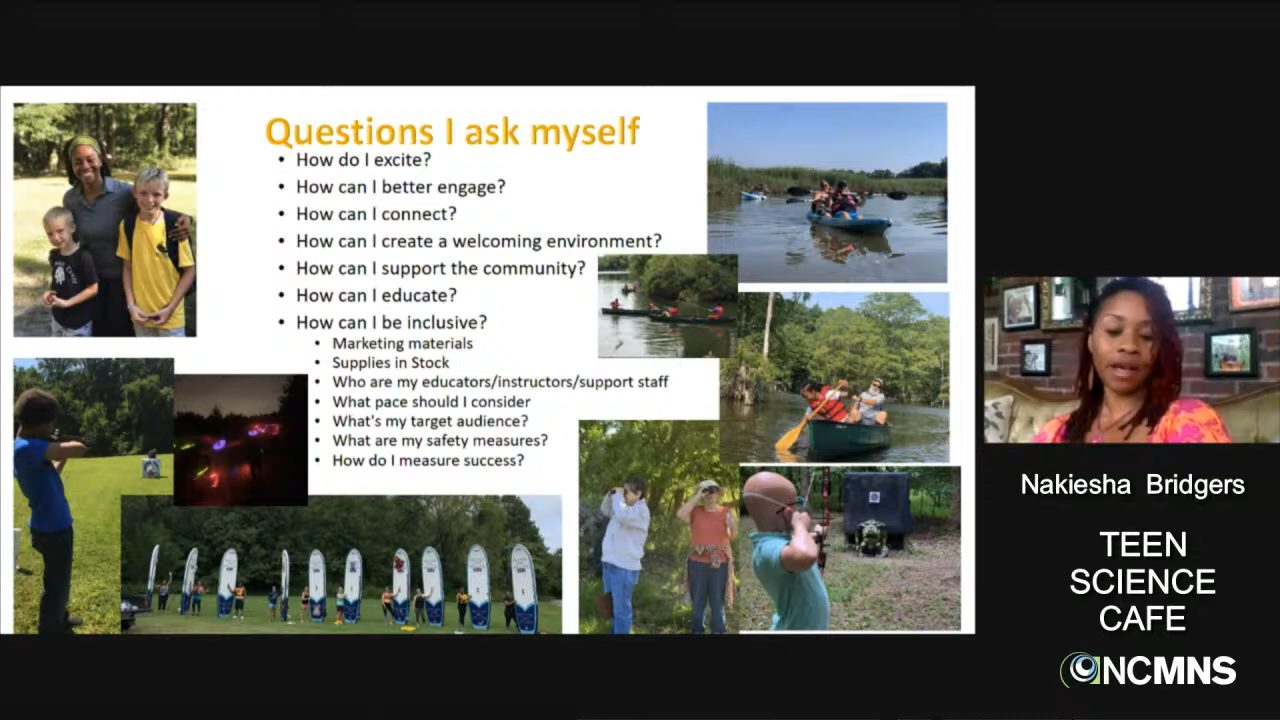 Questions I ask myself
• How do I excite?
• How can I better engage?
• How can I connect?
• How can I create a welcoming environment?
• How can I support the community?
• How can I educate?
• How can I be inclusive?
• Marketing materials
• Supplies in Stock
• Who are my educators/instructors/support staff
• What pace should I consider
• What's my target audience?
• What are my safety measures?
• How do I measure success?
Nakiesha Bridgers
TEEN
SCIENCE
CAFE
NCMNS